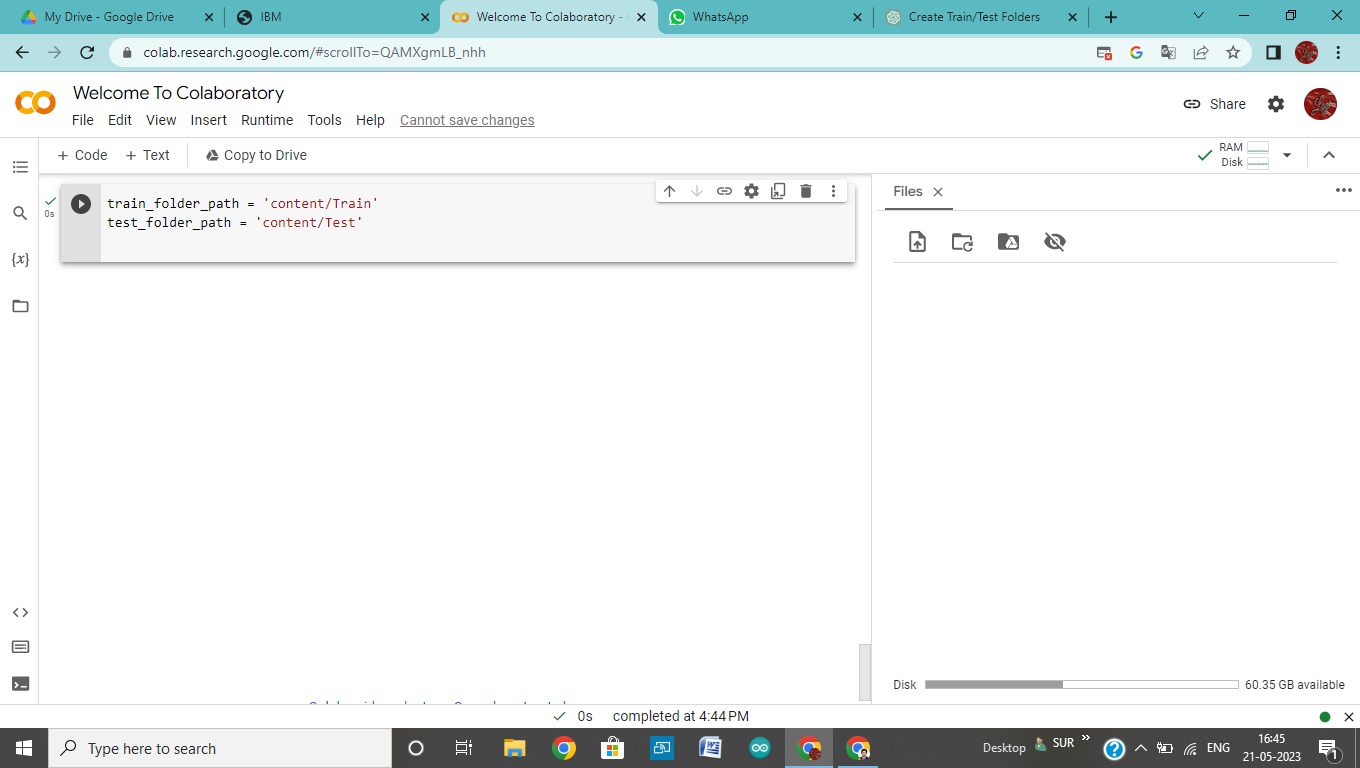 My Drive - Google Drive
IBM
Welcome To Colaboratory -
WhatsApp
Create Train/Test Folders
colab.research.google.com/#scrollTo=QAMXgmLB_nhh
Welcome To Colaboratory
File Edit View Insert Runtime Tools Help Cannot save changes
Share
+ Code + Text Copy to Drive
RAM
Disk
Files
0s
train_folder_path = 'content/Train'
test_folder_path = 'content/Test'
{x}
Disk 60.35 GB available
0s completed at 4:44 PM
Type here to search
Desktop
SUR
ENG
16:45
21-05-2023
1